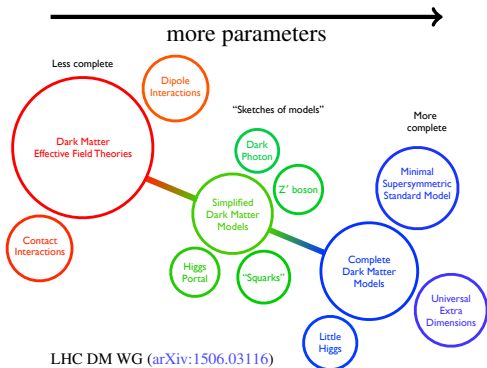 more parameters
Less complete
Dipole
Interactions
"Sketches of models"
More
complete
Dark Matter
Effective Field Theories
Dark
Photon
Z' boson
Minimal
Supersymmetric
Standard Model
Simplified
Dark Matter
Models
Contact
Interactions
Higgs
Portal
"Squarks"
Complete
Dark Matter
Models
Universal
Extra
Dimensions
Little
Higgs
LHC DM WG (arXiv:1506.03116)